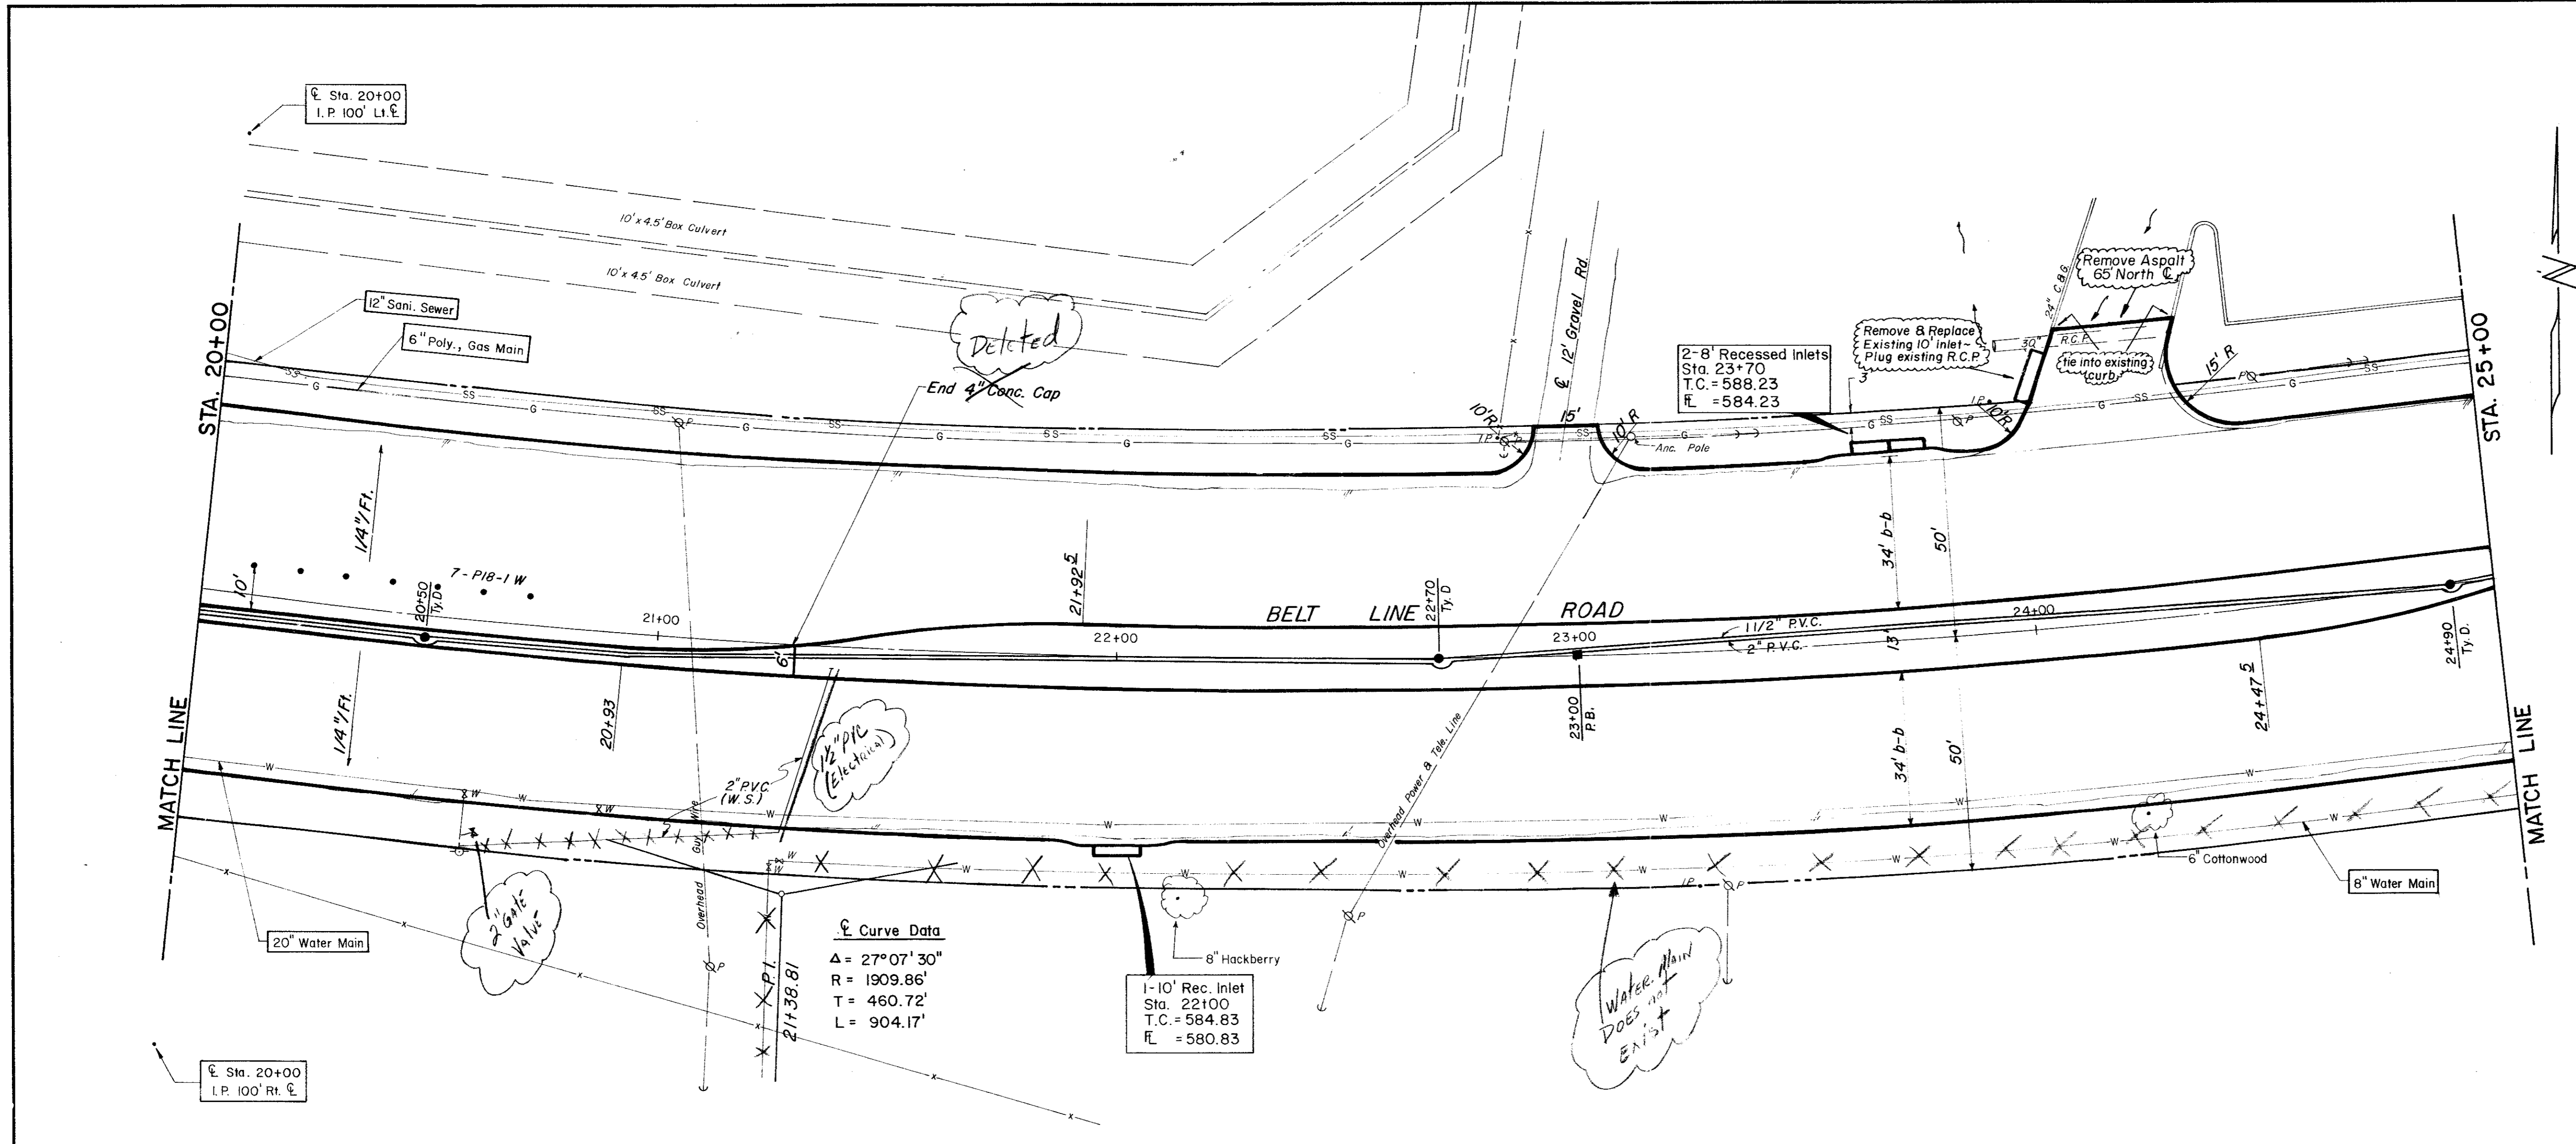 ℄ Sta. 20+00
I.P. 100' Lt. ℄
10'x4.5' Box Culvert
10'x4.5' Box Culvert
12" Sani. Sewer
6" Poly., Gas Main
Deleted
End 4" Conc. Cap
℄ 12' Gravel Rd.
10' R
15'
10' R
I P
Anc. Pole
2-8' Recessed Inlets
Sta. 23+70
T.C. = 588.23
FL = 584.23
3'
Remove & Replace
Existing 10' inlet~
Plug existing R.C.P.
24" C.&G.
Remove Aspalt
65' North ℄
30" R.C.P.
tie into existing
curb
I P
10' R
15' R
STA. 20+00
STA. 25+00
1/4"/Ft.
10'
7-P18-1 W
20+50
Ty. D
21+00
21+92.5
22+00
BELT LINE ROAD
22+70
Ty. D
23+00
1 1/2" P.V.C.
2" P.V.C.
24+00
34' b-b
50'
13'
24+90
Ty. D.
6'
1/4"/Ft.
20+93
23+00
P.B.
24+47.5
34' b-b
50'
MATCH LINE
MATCH LINE
2" P.V.C.
(W.S.)
1½" PVC
(Electrical)
Overhead Guy Wire
Overhead Power & Tele. Line
2" GATE
Valve
20" Water Main
P.I.
21+38.81
℄ Curve Data
Δ = 27°07'30"
R = 1909.86'
T = 460.72'
L = 904.17'
8" Hackberry
1-10' Rec. Inlet
Sta. 22+00
T.C. = 584.83
FL = 580.83
I.P.
WATER MAIN
DOES not
Exist
6" Cottonwood
8" Water Main
℄ Sta. 20+00
I.P. 100' Rt. ℄